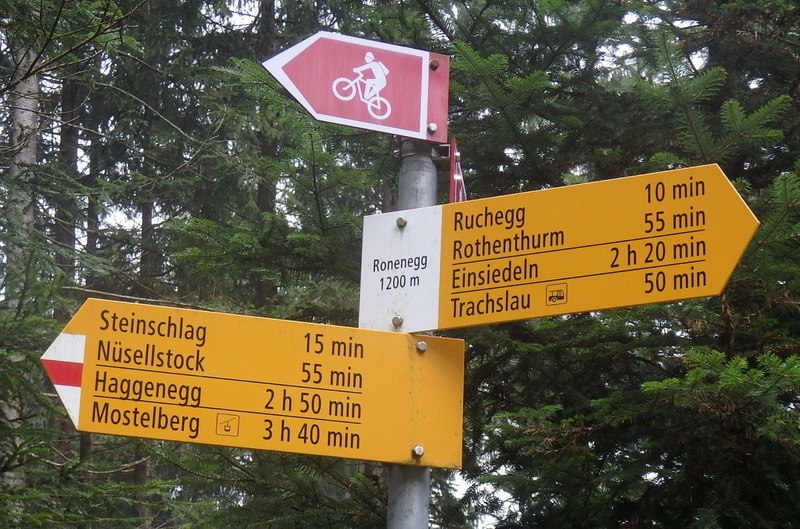 Ronenegg
1200 m
Ruchegg 10 min
Rothenthurm 55 min
Einsiedeln 2 h 20 min
Trachslau 50 min
Steinschlag 15 min
Nüsellstock 55 min
Haggenegg 2 h 50 min
Mostelberg 3 h 40 min